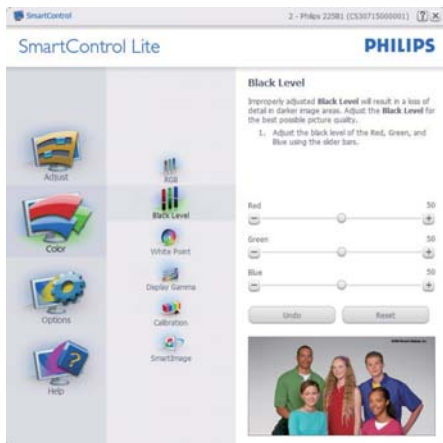 SmartControl
2 - Philips 225B1 (CS30715000001)
SmartControl Lite
PHILIPS
Adjust
Color
Options
Help
RGB
Black Level
White Point
Display Gamma
Calibration
SmartImage
Black Level
Improperly adjusted Black Level will result in a loss of
detail in darker image areas. Adjust the Black Level for
the best possible picture quality.
1. Adjust the black level of the Red, Green, and
Blue using the slider bars.
Red 50
Green 50
Blue 50
Undo Reset